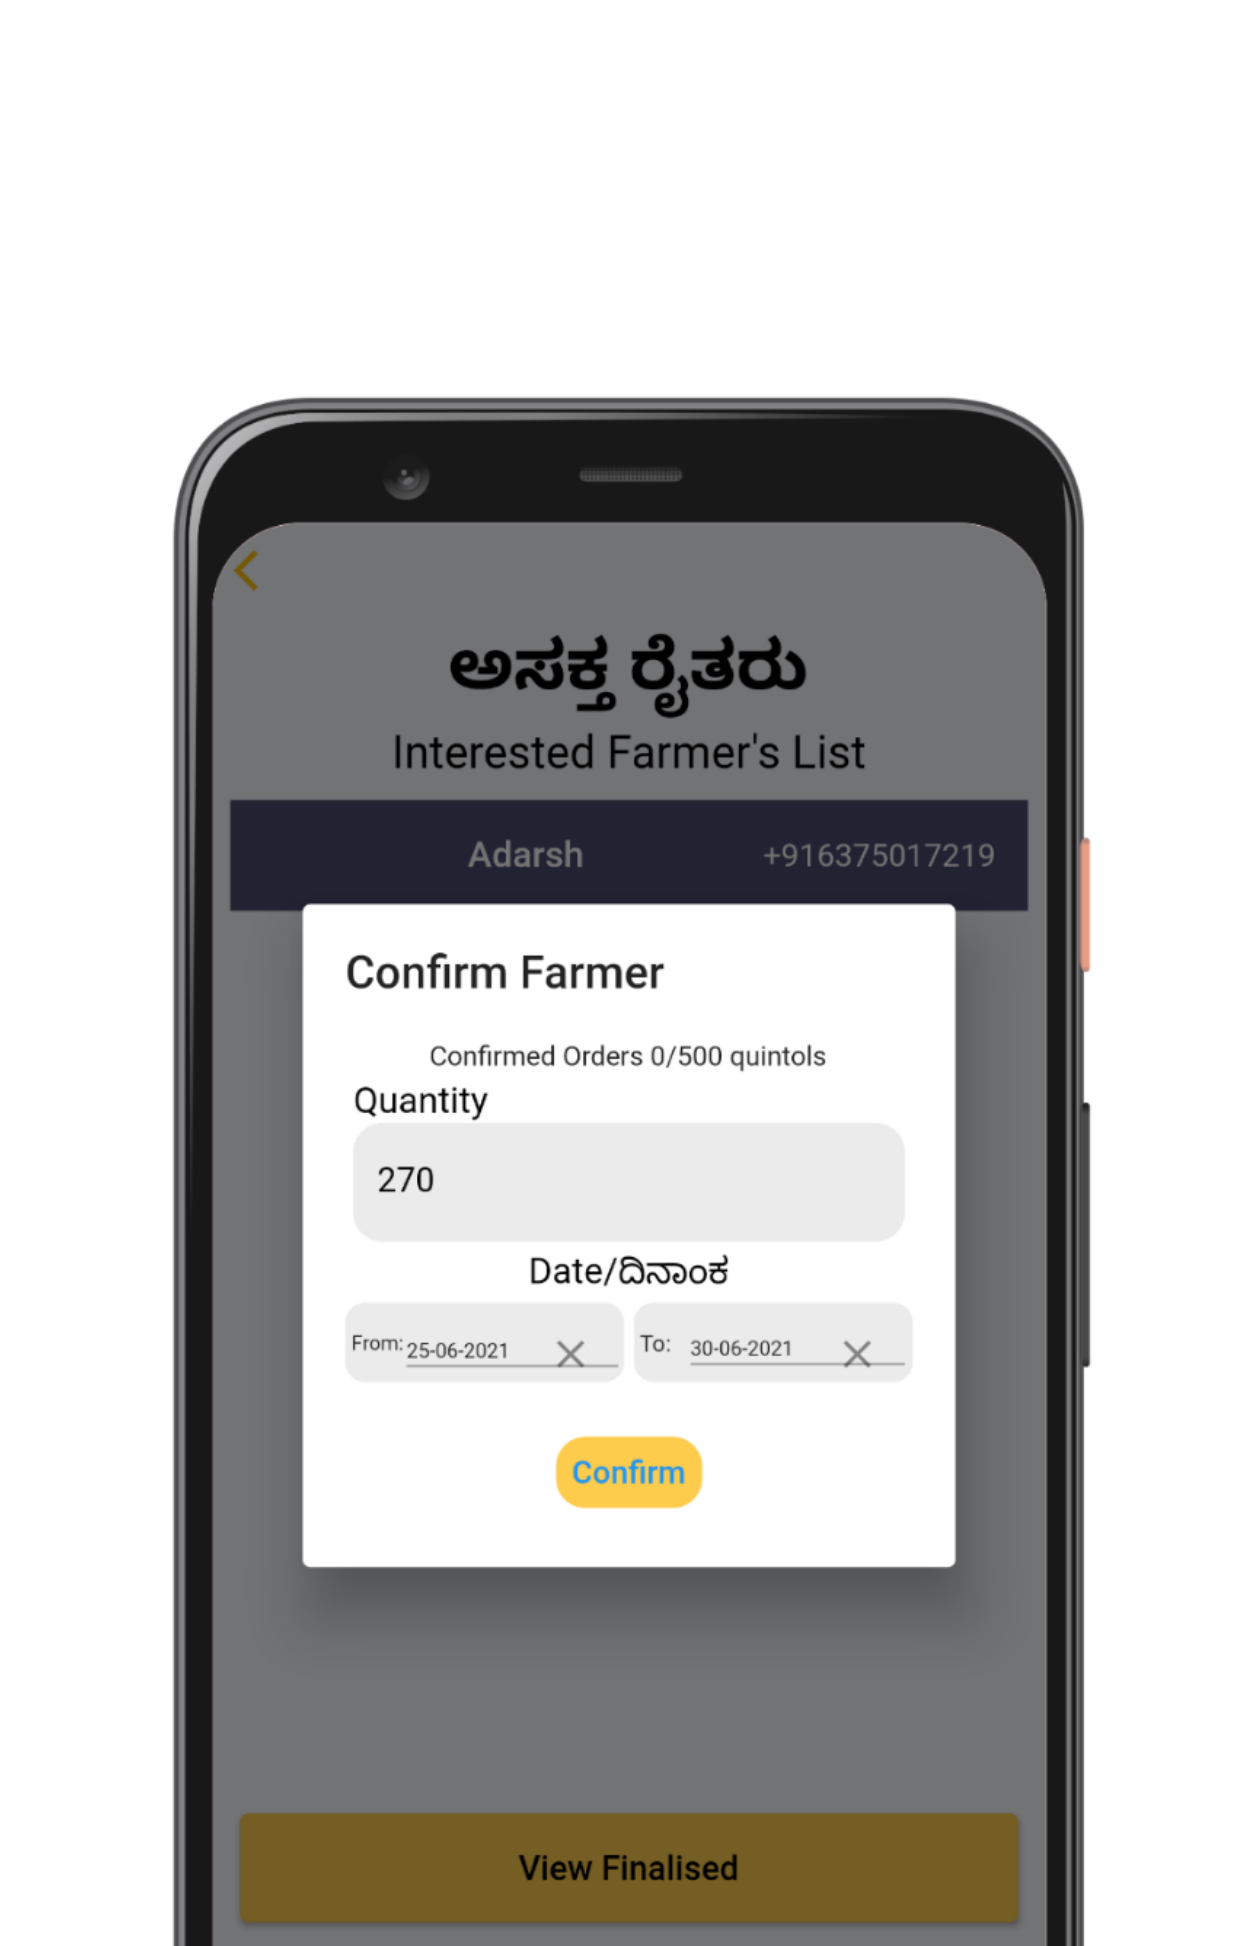 ಅಸಕ್ತ ರೈತರು
Interested Farmer's List
Adarsh +916375017219
Confirm Farmer
Confirmed Orders 0/500 quintols
Quantity
270
Date/ದಿನಾಂಕ
From: 25-06-2021 To: 30-06-2021
Confirm
View Finalised